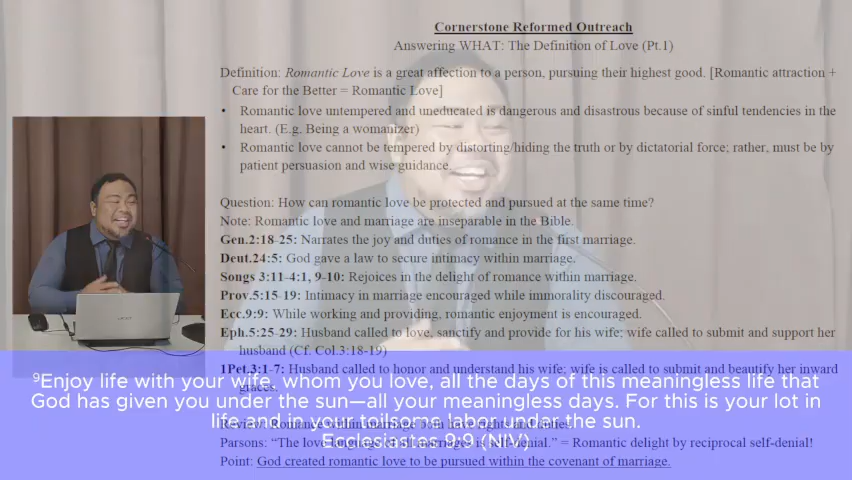 Cornerstone Reformed Outreach
Answering WHAT: The Definition of Love (Pt.1)
Definition: Romantic Love is a great affection to a person, pursuing their highest good. [Romantic attraction +
Care for the Better = Romantic Love]
• Romantic love untempered and uneducated is dangerous and disastrous because of sinful tendencies in the
heart. (E.g. Being a womanizer)
• Romantic love cannot be tempered by distorting/hiding the truth or by dictatorial force; rather, must be by
patient persuasion and wise guidance.
Question: How can romantic love be protected and pursued at the same time?
Note: Romantic love and marriage are inseparable in the Bible.
Gen.2:18-25: Narrates the joy and duties of romance in the first marriage.
Deut.24:5: God gave a law to secure intimacy within marriage.
Songs 3:11-4:1, 9-10: Rejoices in the delight of romance within marriage.
Prov.5:15-19: Intimacy in marriage encouraged while immorality discouraged.
Ecc.9:9: While working and providing, romantic enjoyment is encouraged.
Eph.5:25-29: Husband called to love, sanctify and provide for his wife; wife called to submit and support her
husband (Cf. Col.3:18-19)
1Pet.3:1-7: Husband called to honor and understand his wife; wife is called to submit and beautify her inward
graces.
⁹Enjoy life with your wife, whom you love, all the days of this meaningless life that
God has given you under the sun—all your meaningless days. For this is your lot in
life and in your toilsome labor under the sun.
Ecclesiastes 9:9 (NIV)
Review: Romance within marriage
Parsons: “The love self-denial.” = Romantic delight by reciprocal self-denial!
Point: God created romantic love to be pursued within the covenant of marriage.